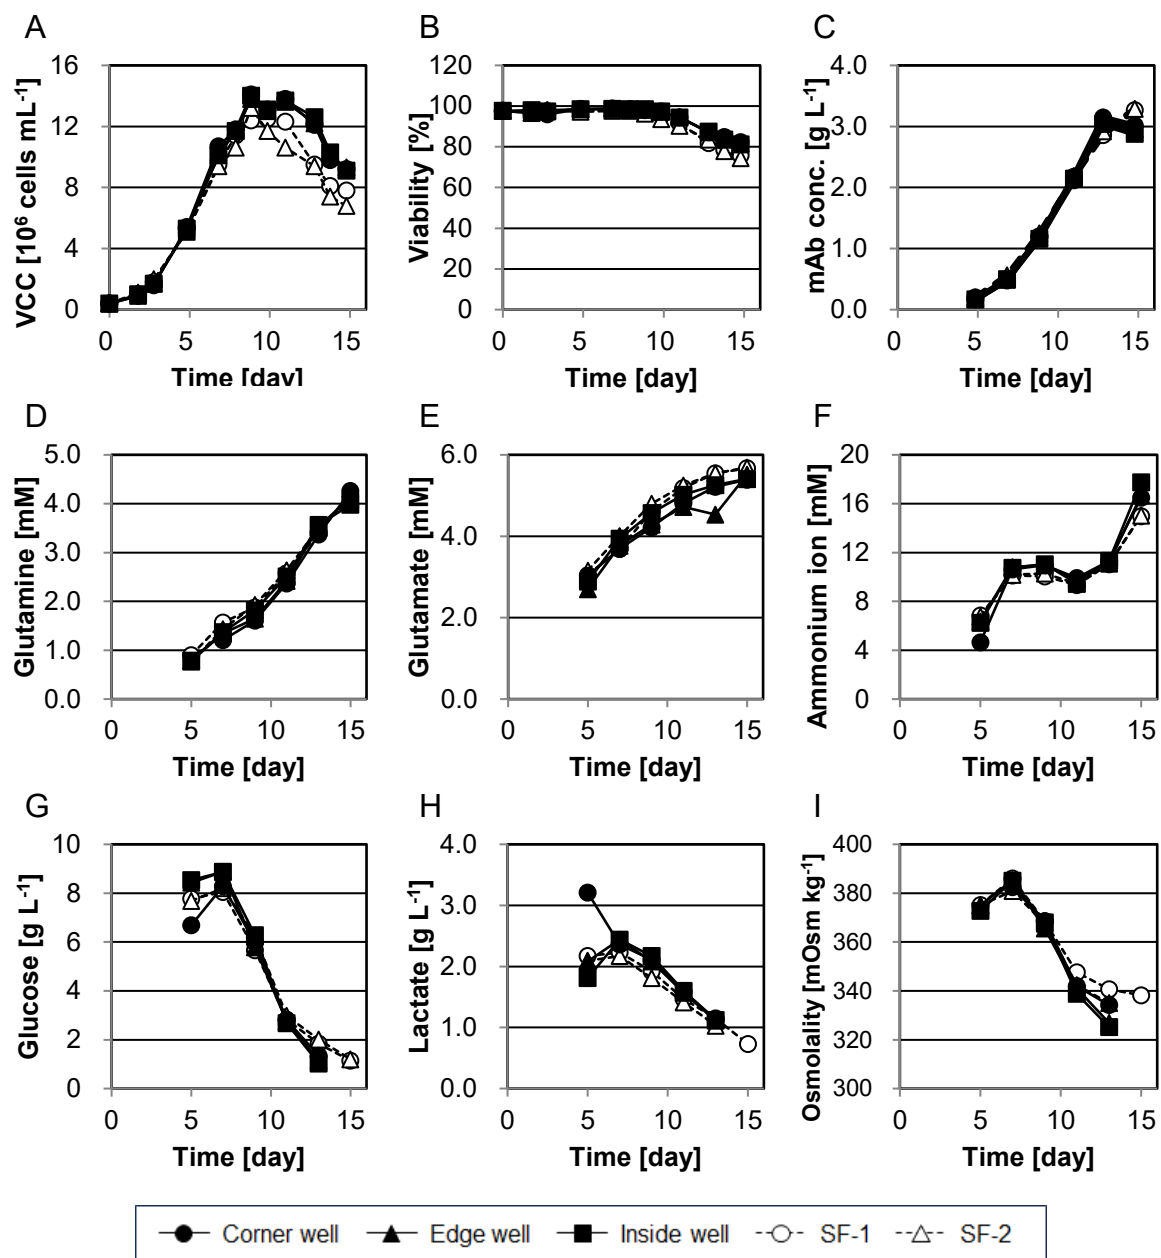 A
B
C
VCC [10⁶ cells mL⁻¹]
16
12
8
4
0
0 5 10 15
Time [day]
Viability [%]
120
100
80
60
40
20
0
0 5 10 15
Time [day]
mAb conc. [g L⁻¹]
4.0
3.0
2.0
1.0
0.0
0 5 10 15
Time [day]
D
E
F
Glutamine [mM]
5.0
4.0
3.0
2.0
1.0
0.0
0 5 10 15
Time [day]
Glutamate [mM]
6.0
4.0
2.0
0.0
0 5 10 15
Time [day]
Ammonium ion [mM]
20
16
12
8
4
0
0 5 10 15
Time [day]
G
H
I
Glucose [g L⁻¹]
10
8
6
4
2
0
0 5 10 15
Time [day]
Lactate [g L⁻¹]
4.0
3.0
2.0
1.0
0.0
0 5 10 15
Time [day]
Osmolality [mOsm kg⁻¹]
400
380
360
340
320
300
0 5 10 15
Time [day]
Corner well Edge well Inside well SF-1 SF-2